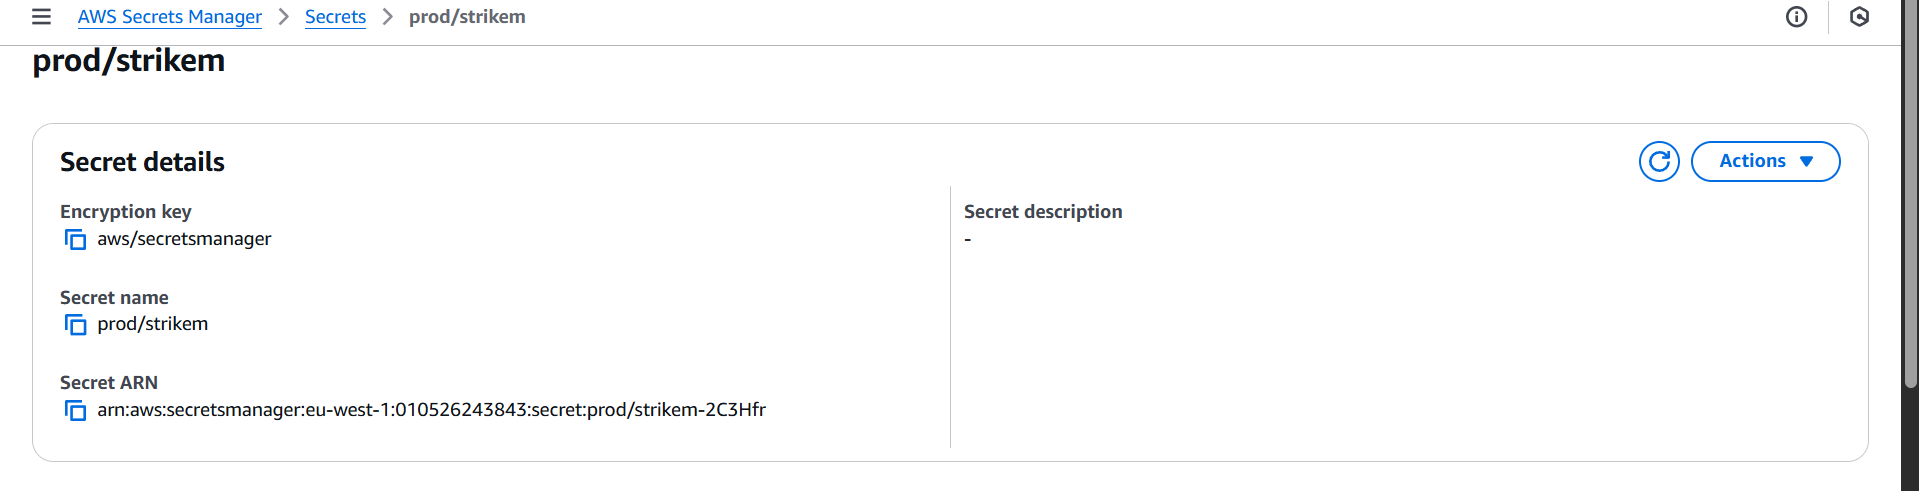 AWS Secrets Manager > Secrets > prod/strikem
prod/strikem
Secret details
Actions
Encryption key
aws/secretsmanager
Secret description
-
Secret name
prod/strikem
Secret ARN
arn:aws:secretsmanager:eu-west-1:010526243843:secret:prod/strikem-2C3Hfr